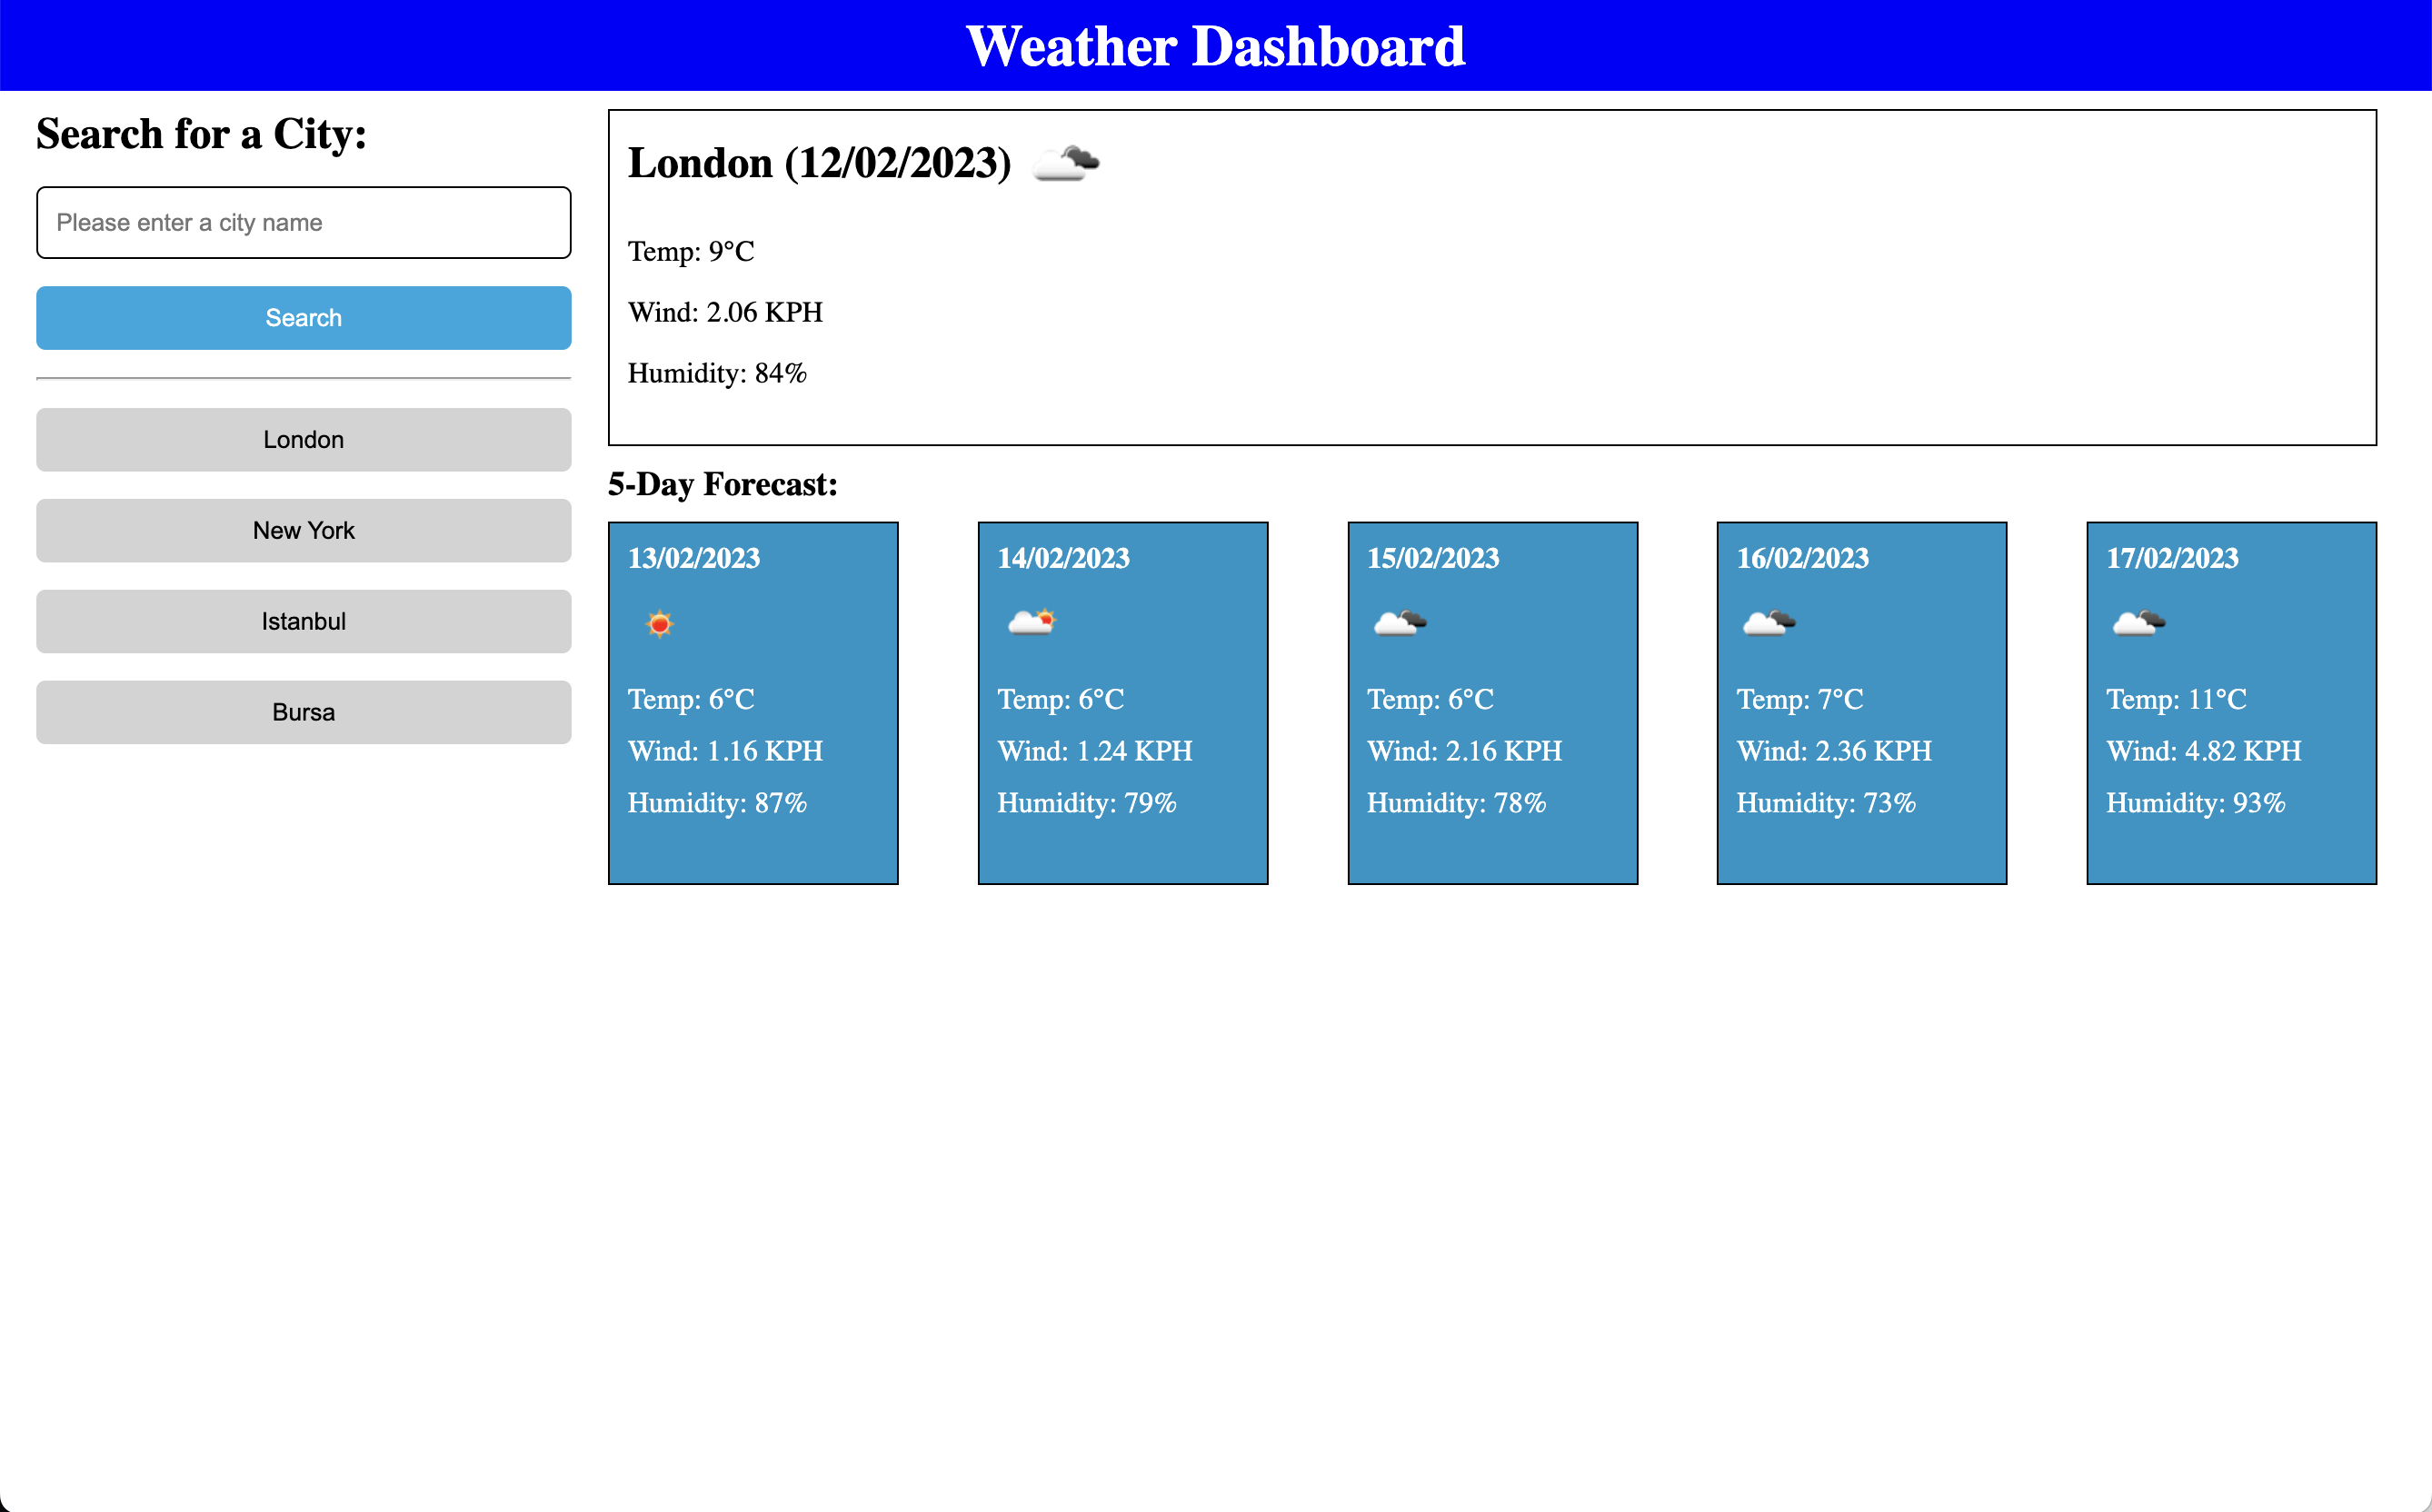 Weather Dashboard
Search for a City:
Please enter a city name
Search
London
New York
Istanbul
Bursa
London (12/02/2023)
Temp: 9°C
Wind: 2.06 KPH
Humidity: 84%
5-Day Forecast:
13/02/2023
Temp: 6°C
Wind: 1.16 KPH
Humidity: 87%
14/02/2023
Temp: 6°C
Wind: 1.24 KPH
Humidity: 79%
15/02/2023
Temp: 6°C
Wind: 2.16 KPH
Humidity: 78%
16/02/2023
Temp: 7°C
Wind: 2.36 KPH
Humidity: 73%
17/02/2023
Temp: 11°C
Wind: 4.82 KPH
Humidity: 93%